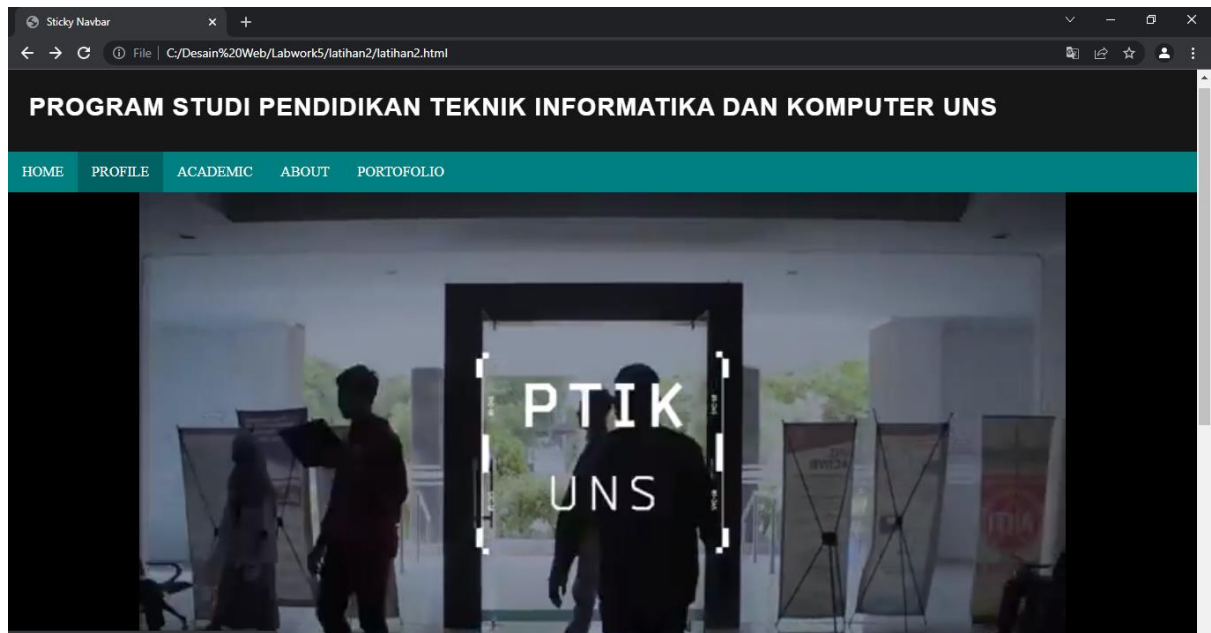 Sticky Navbar
File C:/Desain%20Web/Labwork5/latihan2/latihan2.html
PROGRAM STUDI PENDIDIKAN TEKNIK INFORMATIKA DAN KOMPUTER UNS
HOME PROFILE ACADEMIC ABOUT PORTOFOLIO
PTIK
UNS